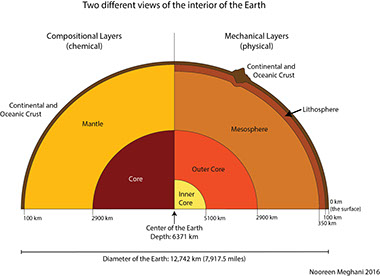 Two different views of the interior of the Earth
Compositional Layers
(chemical)
Mechanical Layers
(physical)
Continental and
Oceanic Crust
Continental and
Oceanic Crust
Lithosphere
Mantle
Mesosphere
Core
Outer Core
Inner
Core
100 km
2900 km
5100 km
2900 km
0 km
(the surface)
100 km
350 km
Center of the Earth
Depth: 6371 km
Diameter of the Earth: 12,742 km (7,917.5 miles)
Nooreen Meghani 2016